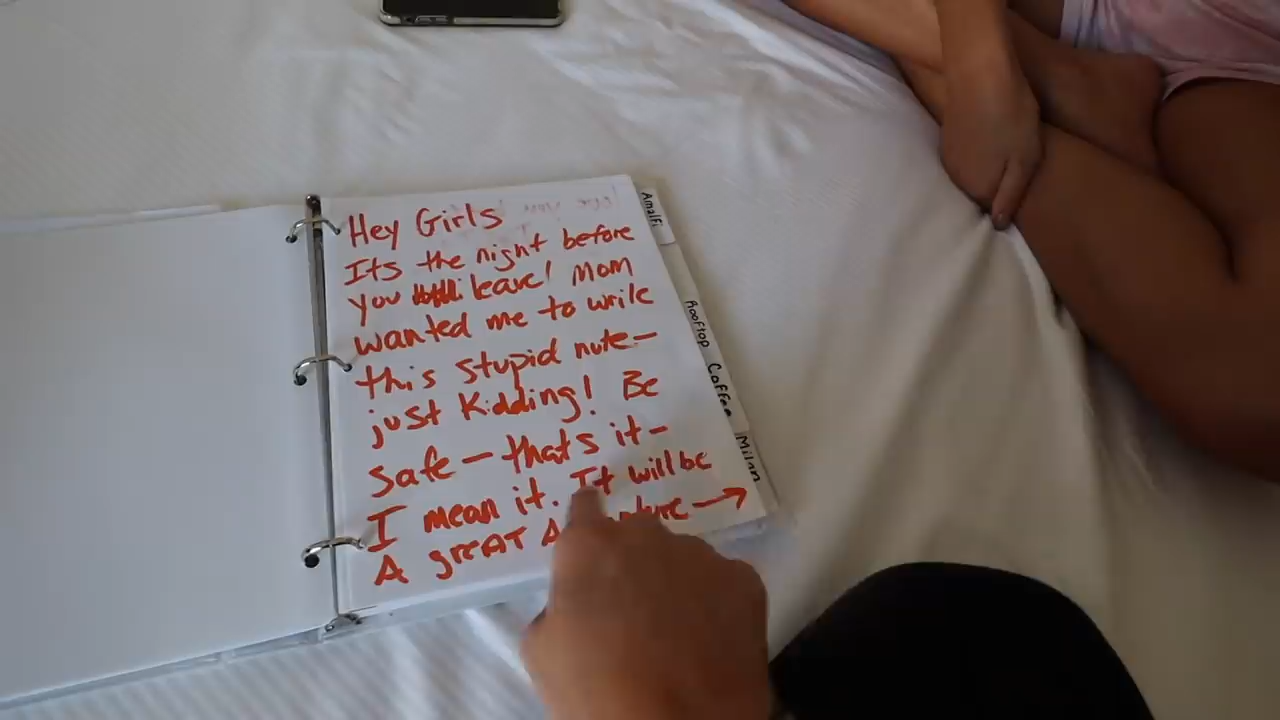 Hey Girls
Its the night before
you leave! Mom
wanted me to write
this stupid note—
just Kidding! Be
safe — that's it —
I mean it. It will be
A great →
Amalfi
Rooftop Coffee
Milan